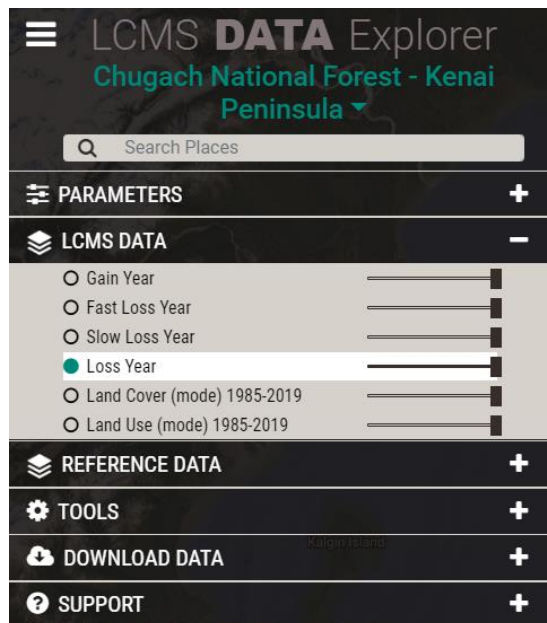 LCMS DATA Explorer
Chugach National Forest - Kenai
Peninsula
Search Places
PARAMETERS
LCMS DATA
Gain Year
Fast Loss Year
Slow Loss Year
Loss Year
Land Cover (mode) 1985-2019
Land Use (mode) 1985-2019
REFERENCE DATA
TOOLS
Kalgin Island
DOWNLOAD DATA
SUPPORT